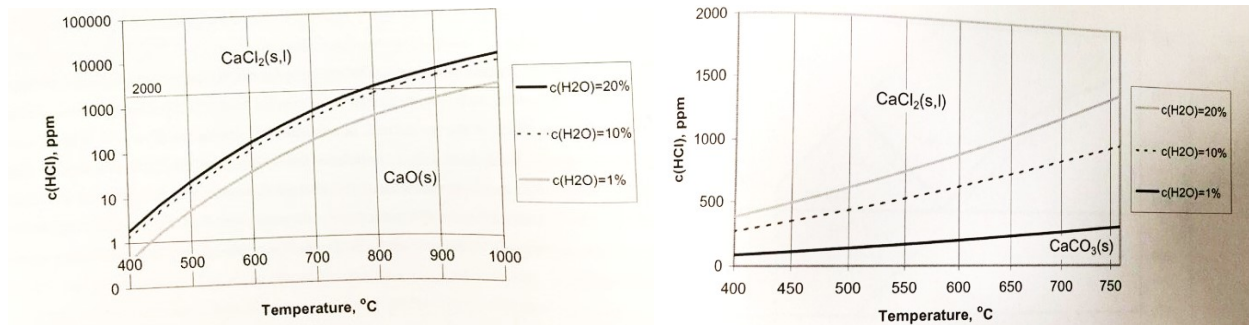 100000
10000
1000
100
10
1
0
c(HCl), ppm
2000
CaCl2(s,l)
CaO(s)
400
500
600
700
800
900
1000
Temperature, °C
c(H2O)=20%
c(H2O)=10%
c(H2O)=1%
2000
1500
1000
500
0
c(HCl), ppm
CaCl2(s,l)
CaCO3(s)
400
450
500
550
600
650
700
750
Temperature, °C
c(H2O)=20%
c(H2O)=10%
c(H2O)=1%